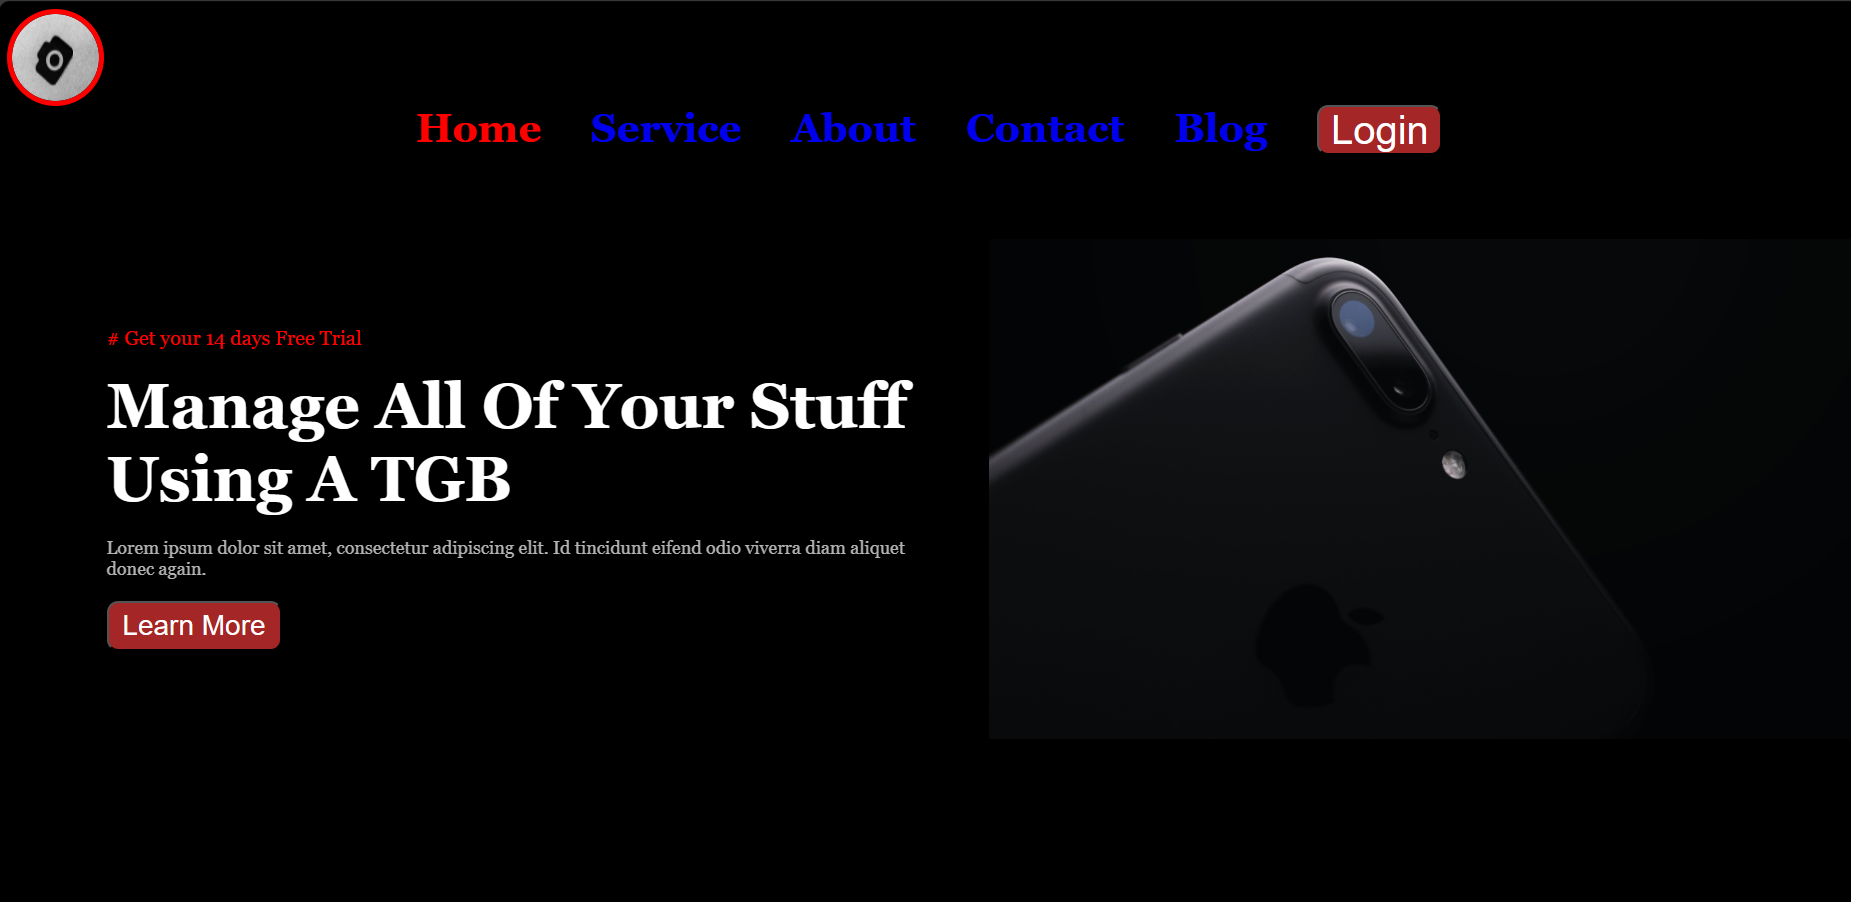 Home Service About Contact Blog Login
# Get your 14 days Free Trial
Manage All Of Your Stuff
Using A TGB
Lorem ipsum dolor sit amet, consectetur adipiscing elit. Id tincidunt eifend odio viverra diam aliquet
donec again.
Learn More